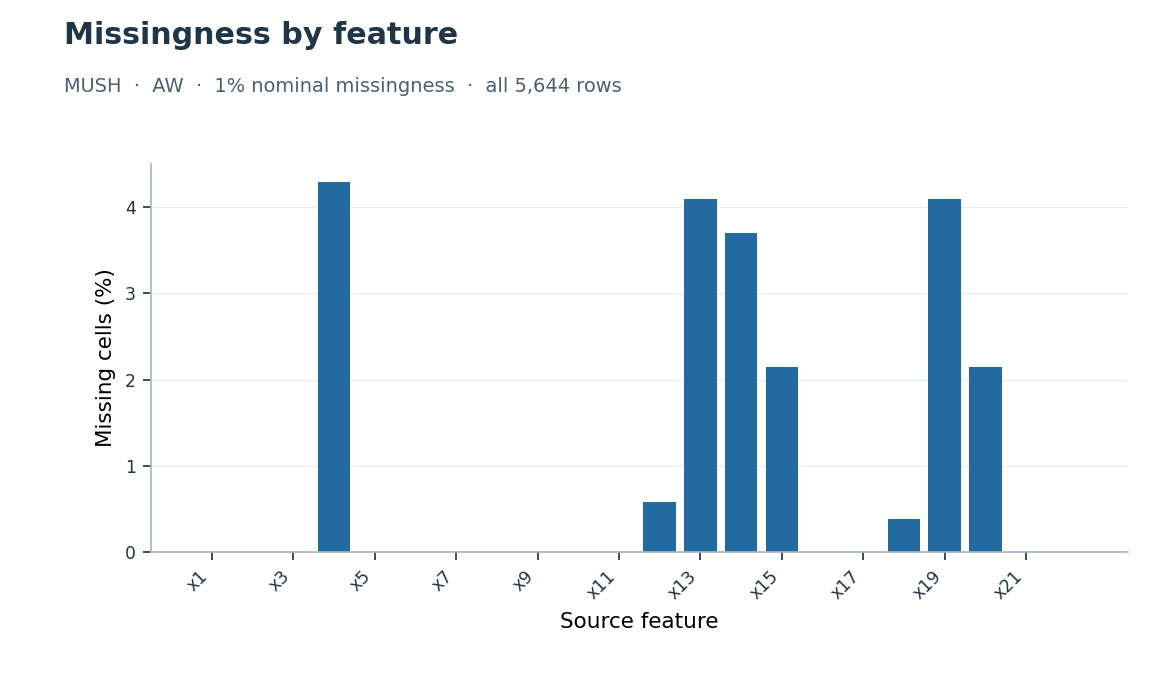 Missingness by feature
MUSH · AW · 1% nominal missingness · all 5,644 rows
Missing cells (%)
4
3
2
1
0
x1 x3 x5 x7 x9 x11 x13 x15 x17 x19 x21
Source feature